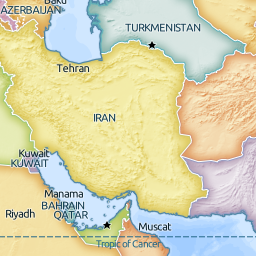 Baku
AZERBAIJAN
TURKMENISTAN
Tehran
IRAN
Kuwait
KUWAIT
Manama
BAHRAIN
QATAR
Riyadh
Muscat
Tropic of Cancer